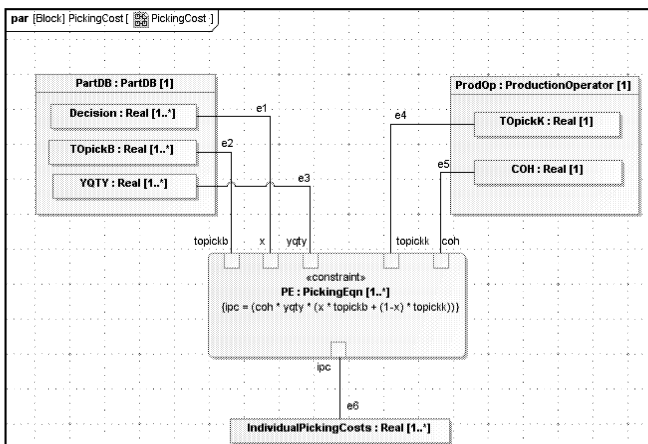 par [Block] PickingCost [ PickingCost ]
PartDB : PartDB [1]
Decision : Real [1..*]
TOpickB : Real [1..*]
YQTY : Real [1..*]
ProdOp : ProductionOperator [1]
TOpickK : Real [1]
COH : Real [1]
e1
e2
e3
e4
e5
topickb
x
yqty
topickk
coh
«constraint»
PE : PickingEqn [1..*]
{ipc = (coh * yqty * (x * topickb + (1-x) * topickk))}
ipc
e6
IndividualPickingCosts : Real [1..*]